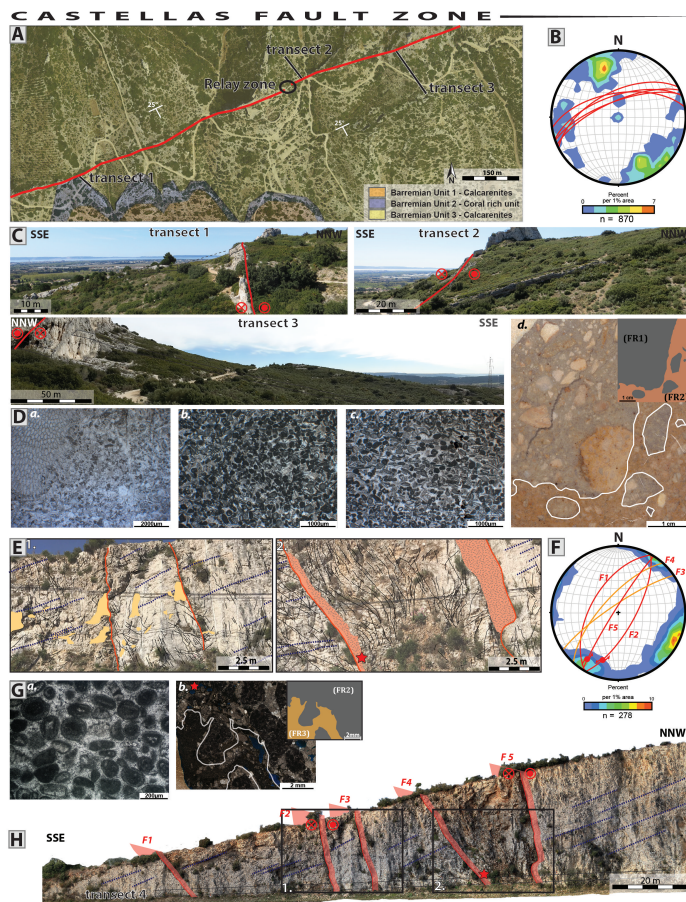 CASTELLAS FAULT ZONE
A
transect 2
Relay zone
transect 3
25°
25°
transect 1
N
150 m
Barremian Unit 1 - Calcarenites
Barremian Unit 2 - Coral rich unit
Barremian Unit 3 - Calcarenites
B
N
Percent
per 1% area
0
7
n = 870
C
SSE
transect 1
NNW
10 m
SSE
transect 2
NNW
20 m
NNW
transect 3
SSE
50 m
d.
(FR1)
(FR2)
1 cm
1 cm
D
a.
2000µm
b.
1000µm
c.
1000µm
E
1.
2.5 m
2.
2.5 m
F
N
F4
F3
F1
F5
F2
Percent
per 1% area
0
10
n = 278
G
a.
200µm
b.
2 mm
(FR2)
(FR3)
2mm
NNW
F 5
F4
F3
F2
F1
H
SSE
transect 4
1.
2.
20 m